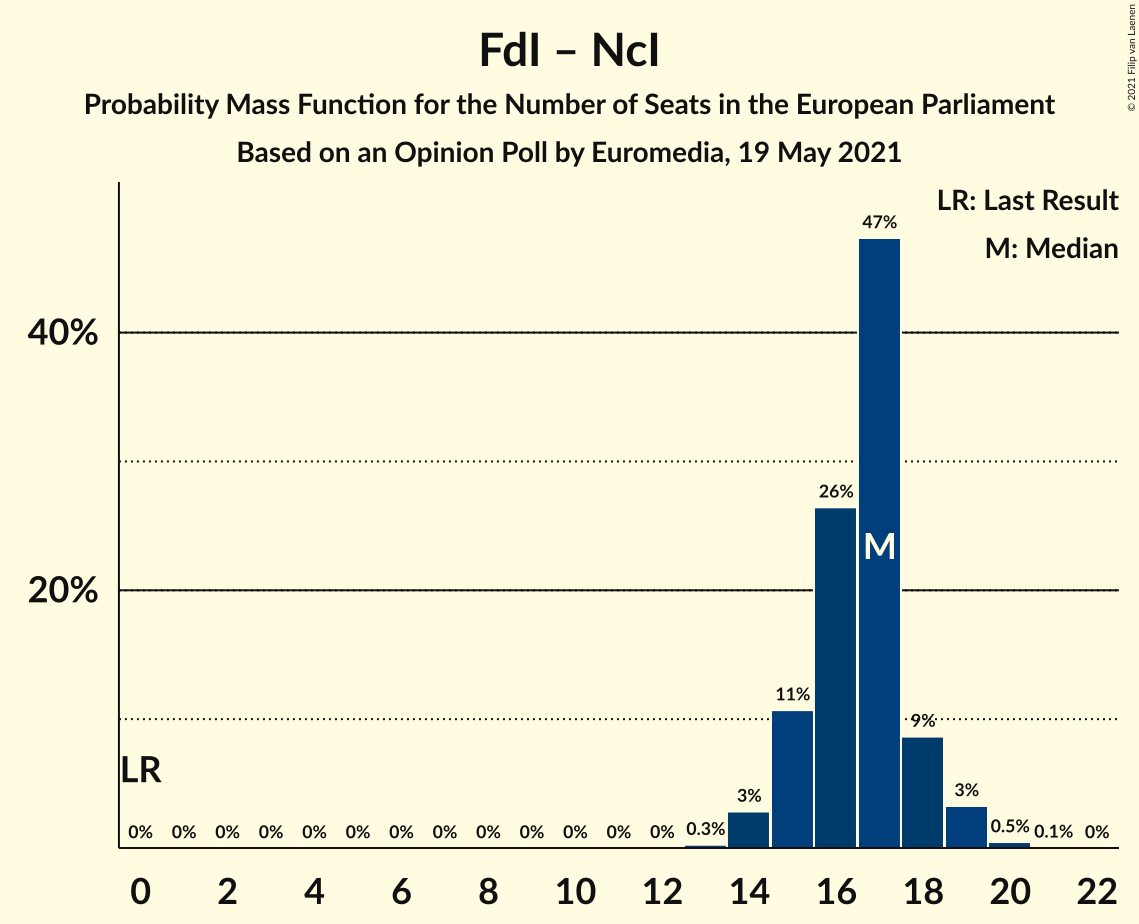 FdI – NcI
Probability Mass Function for the Number of Seats in the European Parliament
Based on an Opinion Poll by Euromedia, 19 May 2021
© 2021 Filip van Laenen
LR: Last Result
M: Median
47%
40%
26%
M
20%
11%
9%
LR
3%
3%
0% 0% 0% 0% 0% 0% 0% 0% 0% 0% 0% 0% 0% 0.3% 0.5% 0.1% 0%
0 2 4 6 8 10 12 14 16 18 20 22